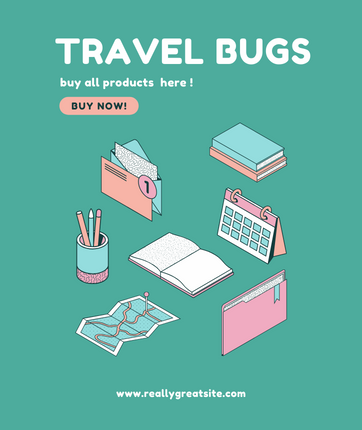 TRAVEL BUGS
buy all products here !
BUY NOW!
1
www.reallygreatsite.com